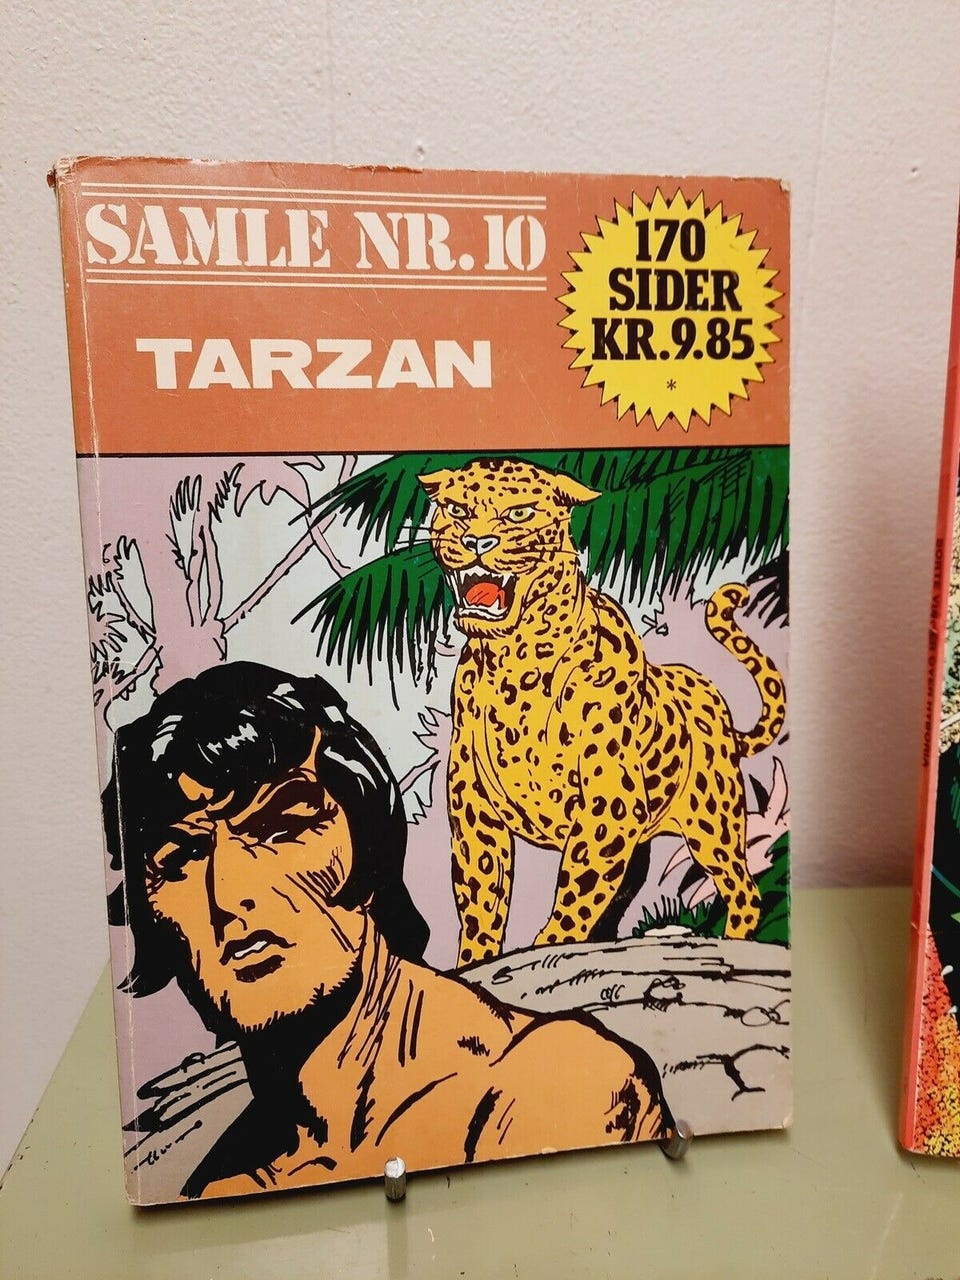 SAMLE NR. 10
TARZAN
170
SIDER
KR. 9.85
*